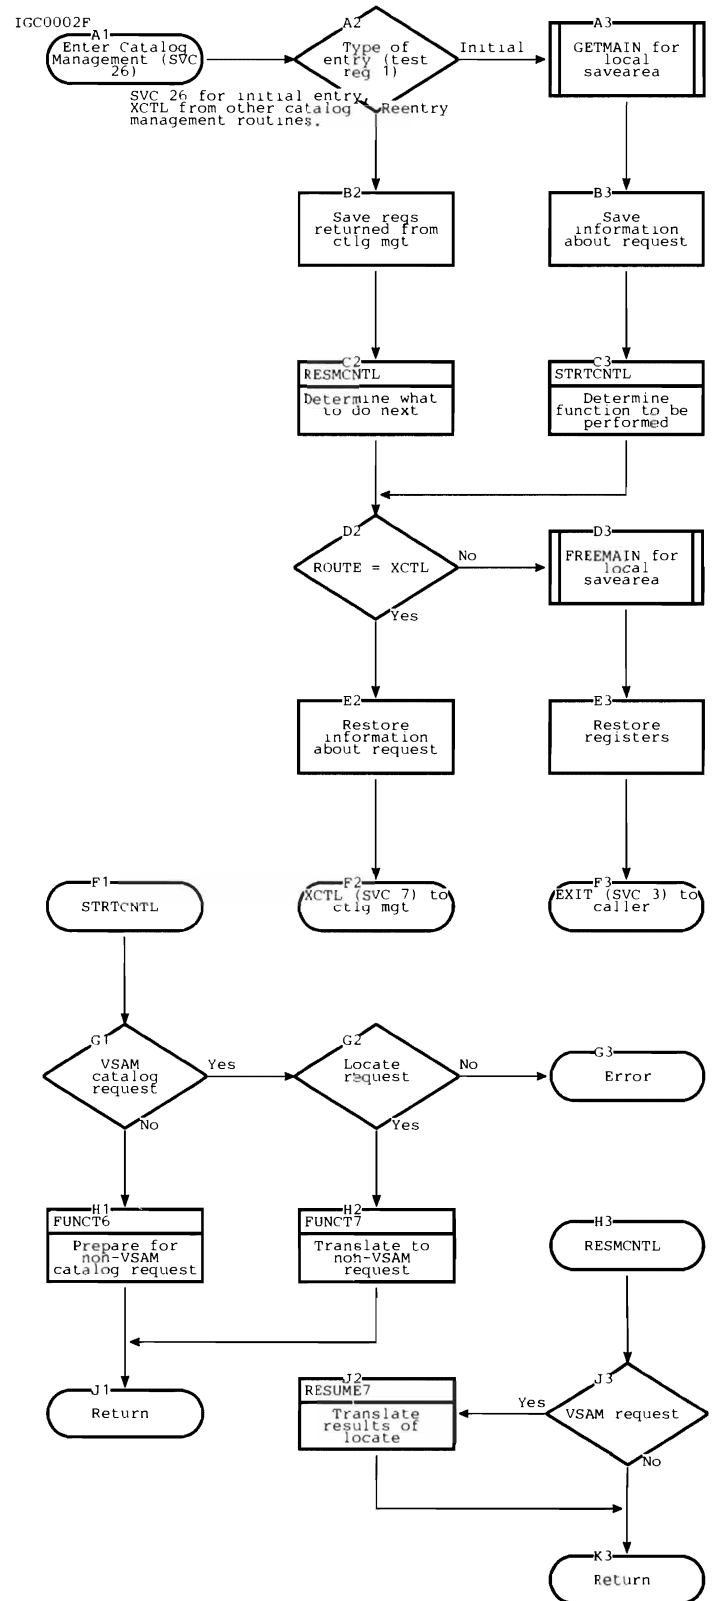 IGC0002F
A1
Enter Catalog
Management (SVC
26)
A2
Type of
entry (test
reg 1)
Initial
A3
GETMAIN for
local
savearea
SVC 26 for initial entry,
XCTL from other catalog
management routines.
Reentry
B2
Save regs
returned from
ctlg mgt
B3
Save
information
about request
C2
RESMCNTL
Determine what
to do next
C3
STRTCNTL
Determine
function to be
performed
D2
ROUTE = XCTL
No
Yes
D3
FREEMAIN for
local
savearea
E2
Restore
information
about request
E3
Restore
registers
F1
STRTCNTL
F2
XCTL (SVC 7) to
ctlg mgt
F3
EXIT (SVC 3) to
caller
G1
VSAM
catalog
request
Yes
No
G2
Locate
request
No
Yes
G3
Error
H1
FUNCT6
Prepare for
non-VSAM
catalog request
H2
FUNCT7
Translate to
non-VSAM
request
H3
RESMCNTL
J1
Return
J2
RESUME7
Translate
results of
locate
Yes
J3
VSAM request
No
K3
Return